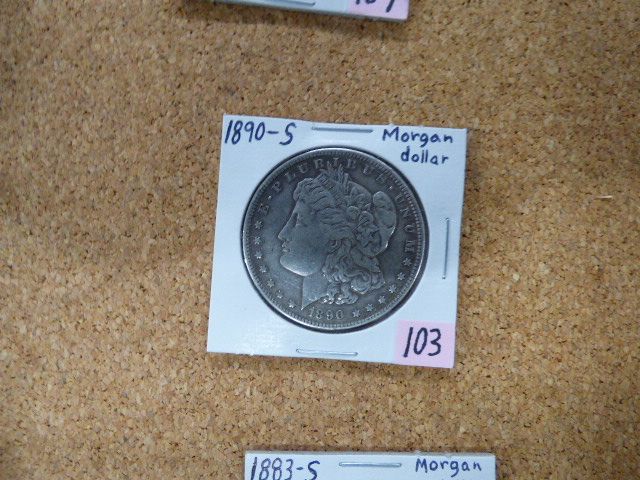 1890-S Morgan
dollar
E·PLURIBUS·UNUM
1890
103
1883-S Morgan